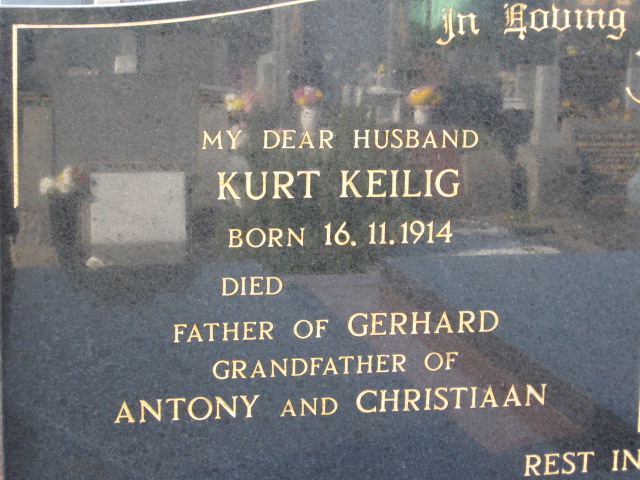 In Loving
MY DEAR HUSBAND
KURT KEILIG
BORN 16.11.1914
DIED
FATHER OF GERHARD
GRANDFATHER OF
ANTONY AND CHRISTIAAN
REST IN